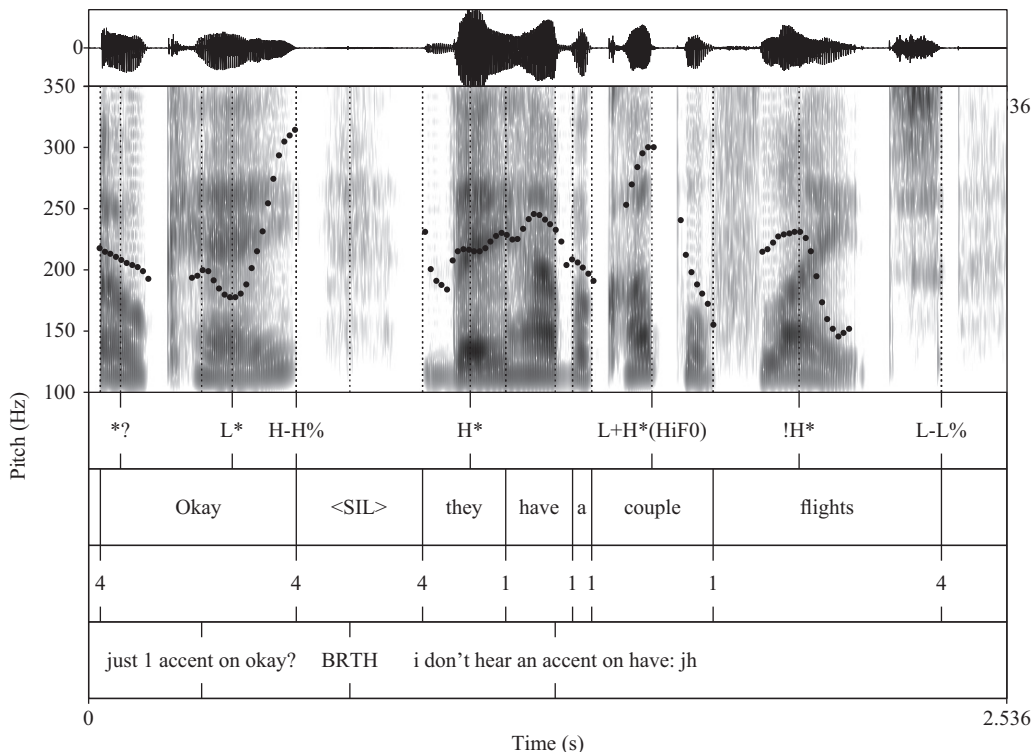 0
350
36
300
250
200
150
100
Pitch (Hz)
*? L* H-H% H* L+H*(HiF0) !H* L-L%
Okay <SIL> they have a couple flights
4 4 4 1 1 1 1 4
just 1 accent on okay? BRTH i don't hear an accent on have: jh
0 2.536
Time (s)